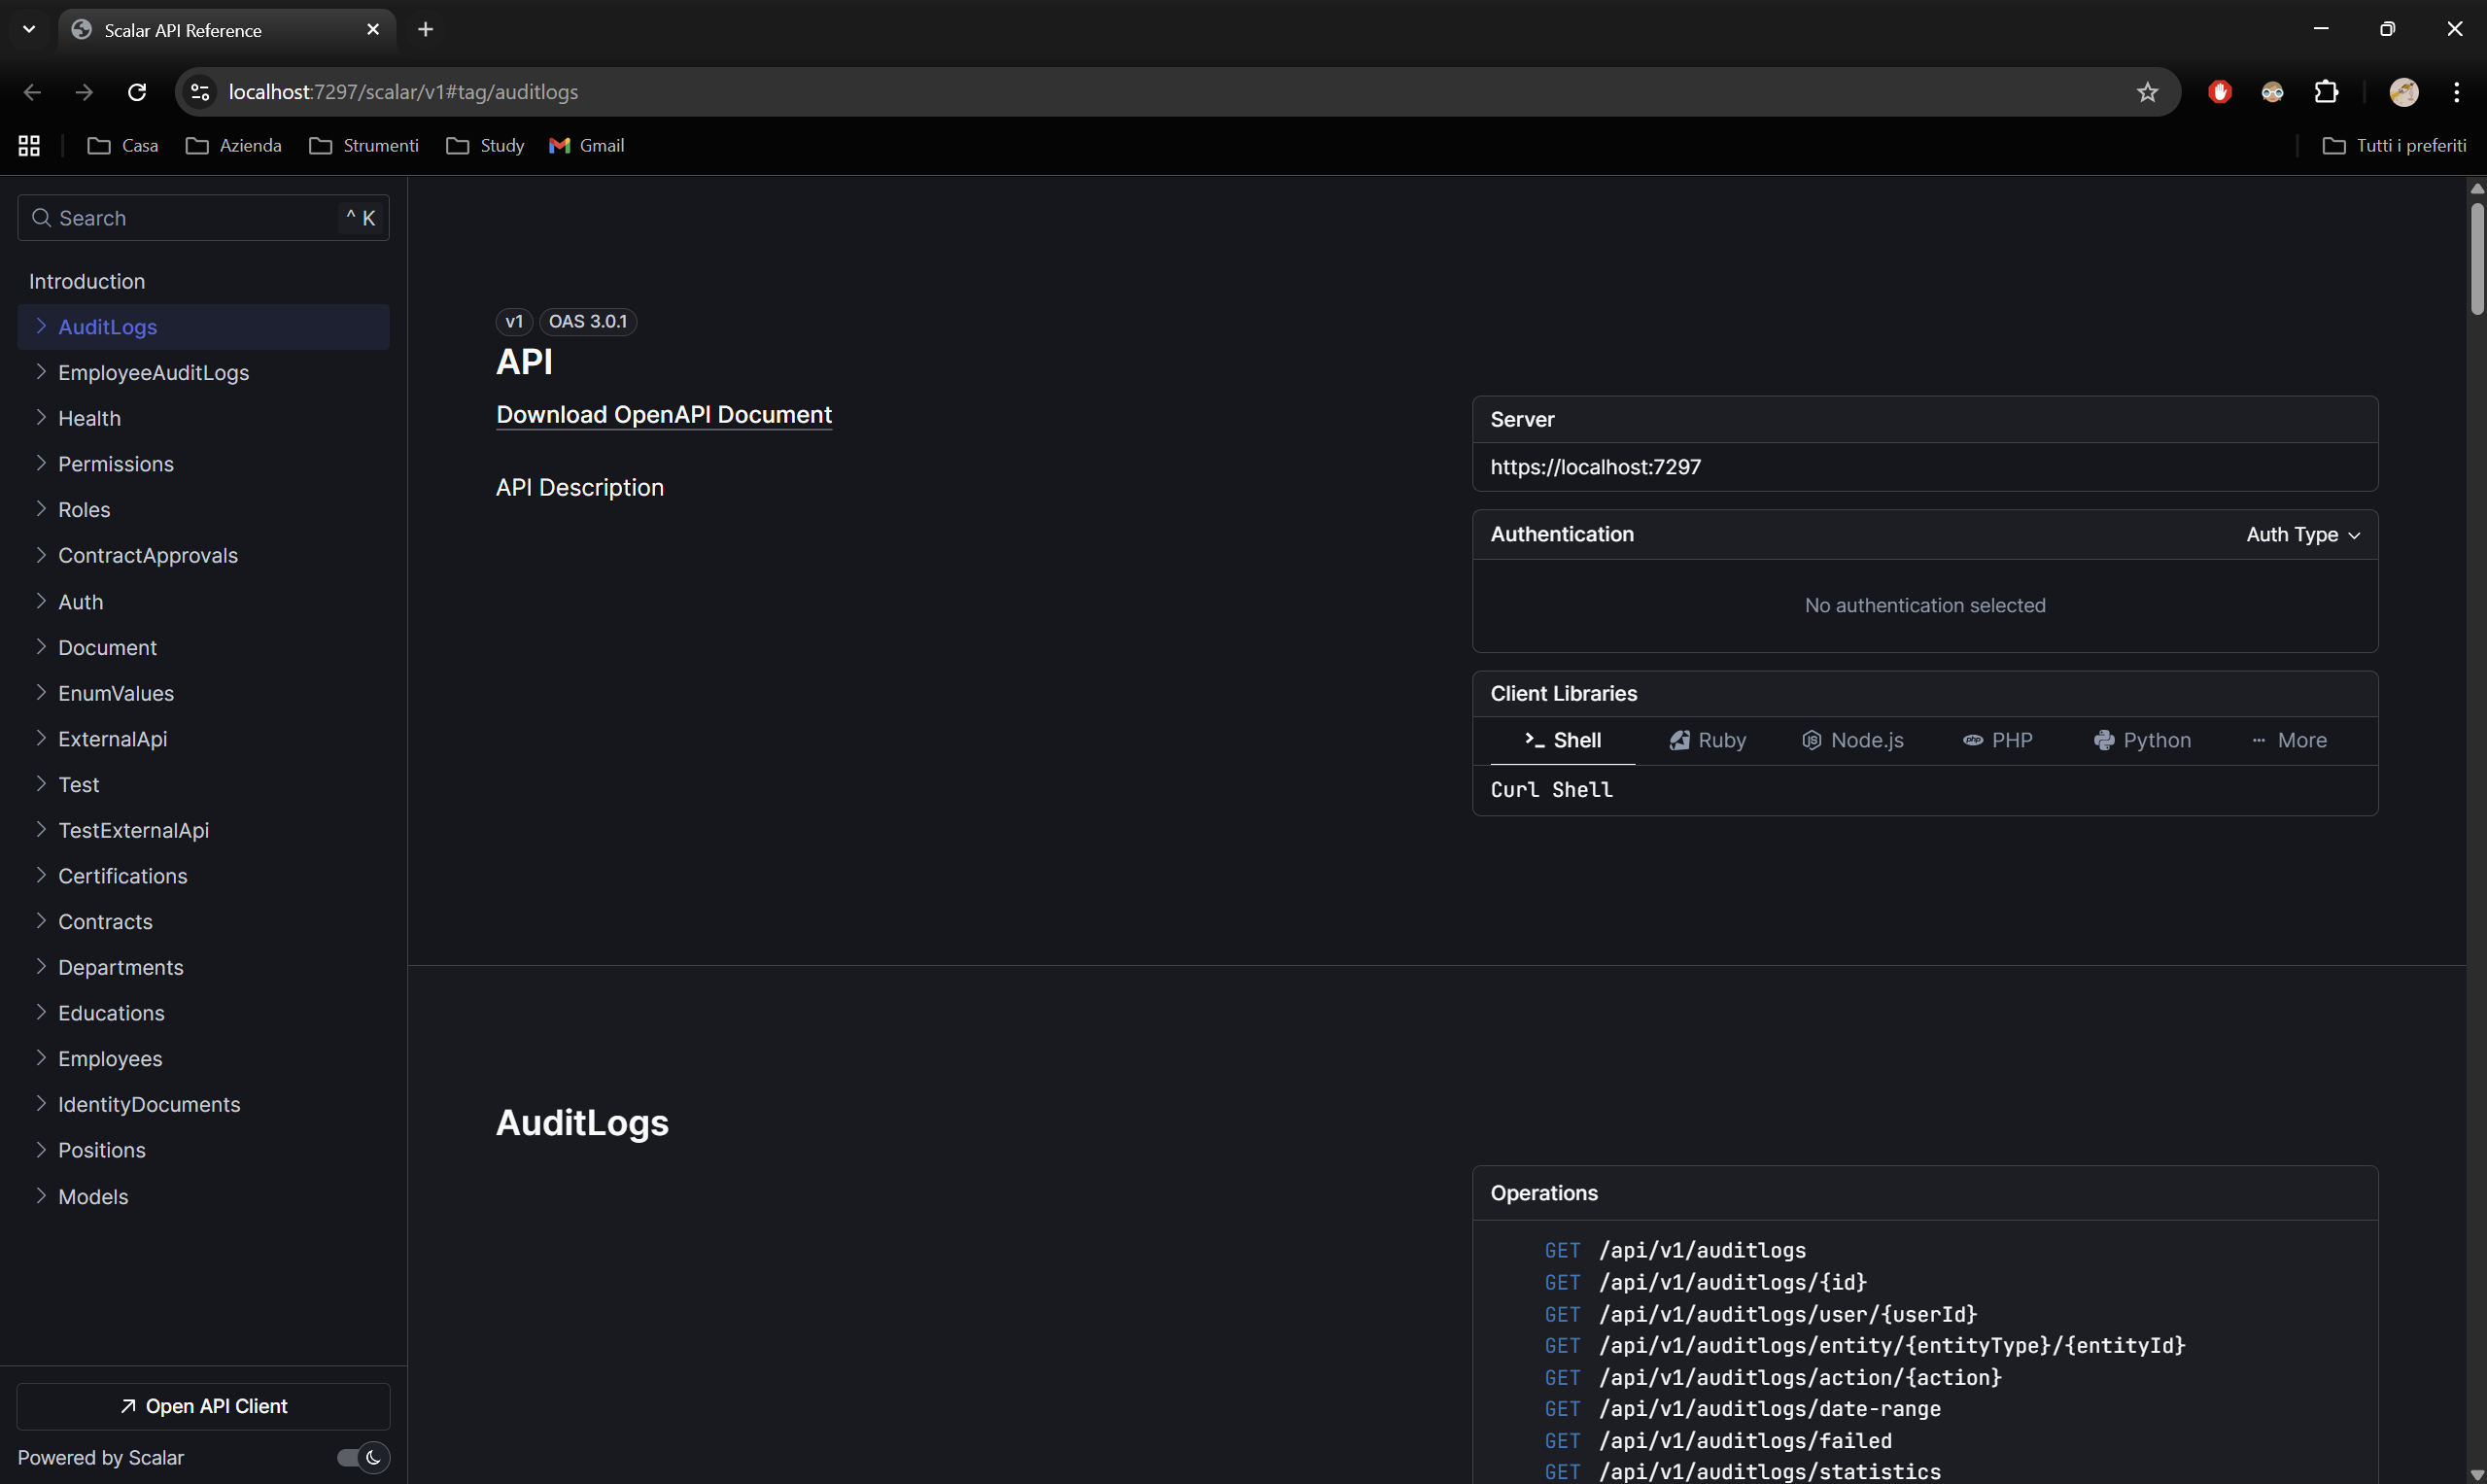 Scalar API Reference
localhost:7297/scalar/v1#tag/auditlogs
Casa
Azienda
Strumenti
Study
Gmail
Tutti i preferiti
Search
^ K
Introduction
AuditLogs
EmployeeAuditLogs
Health
Permissions
Roles
ContractApprovals
Auth
Document
EnumValues
ExternalApi
Test
TestExternalApi
Certifications
Contracts
Departments
Educations
Employees
IdentityDocuments
Positions
Models
Open API Client
Powered by Scalar
v1 OAS 3.0.1
API
Download OpenAPI Document
API Description
Server
https://localhost:7297
Authentication
Auth Type
No authentication selected
Client Libraries
Shell
Ruby
Node.js
PHP
Python
More
Curl Shell
AuditLogs
Operations
GET /api/v1/auditlogs
GET /api/v1/auditlogs/{id}
GET /api/v1/auditlogs/user/{userId}
GET /api/v1/auditlogs/entity/{entityType}/{entityId}
GET /api/v1/auditlogs/action/{action}
GET /api/v1/auditlogs/date-range
GET /api/v1/auditlogs/failed
GET /api/v1/auditlogs/statistics